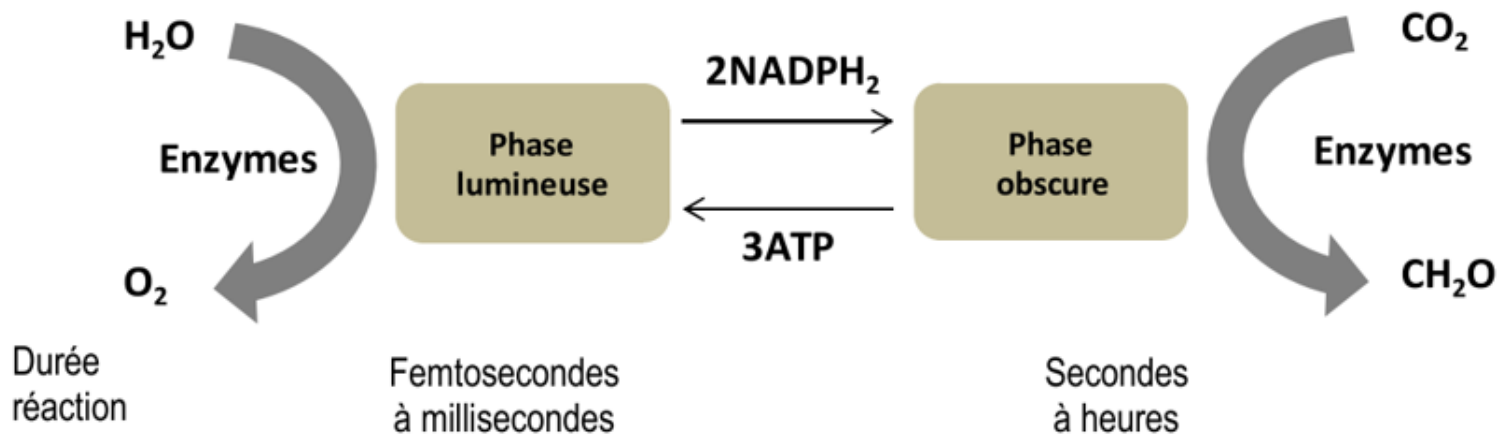 H₂O
CO₂
2NADPH₂
Phase
lumineuse
Phase
obscure
Enzymes
Enzymes
3ATP
O₂
CH₂O
Durée
réaction
Femtosecondes
à millisecondes
Secondes
à heures